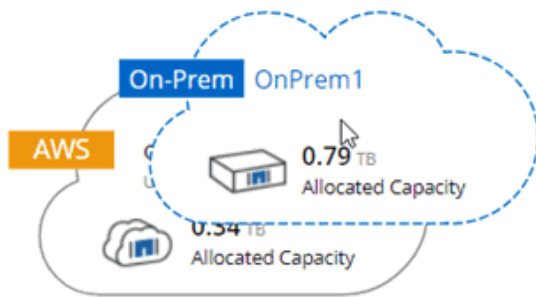 On-Prem OnPrem1
AWS
0.79 TB
Allocated Capacity
0.34 TB
Allocated Capacity